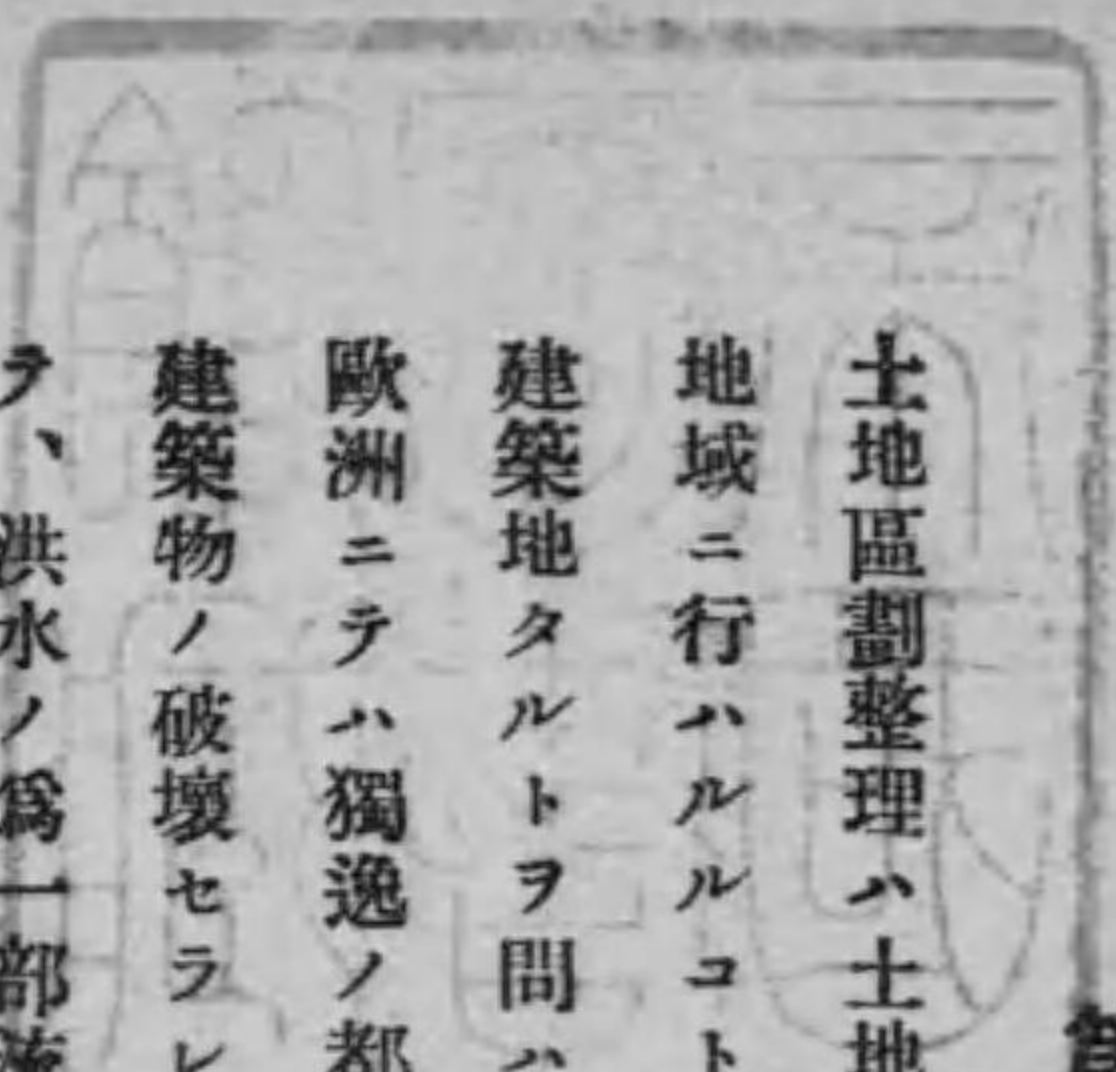 土地區劃整理ハ土地
地域ニ行ハルルコト
建築地タルトヲ問ハ
歐洲ニテハ獨逸ノ都
建築物ノ破壞セラレ
ラ、洪水ノ爲一部